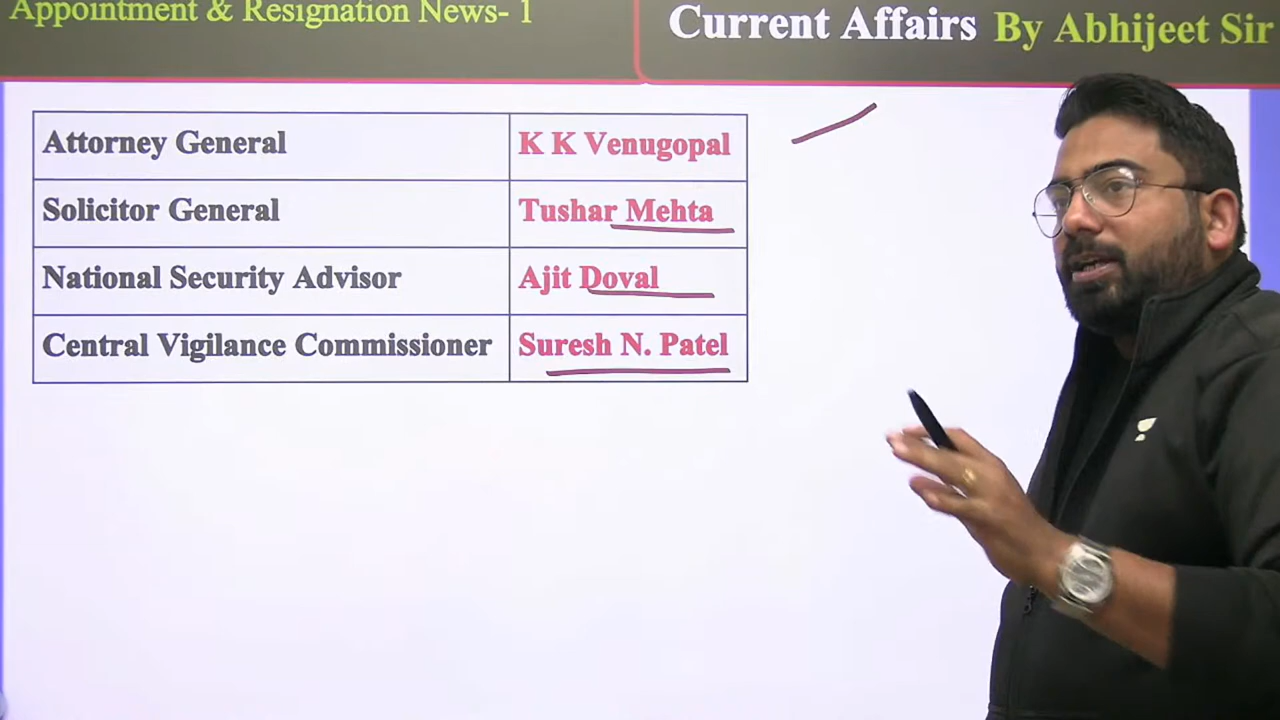 Appointment & Resignation News- 1
Current Affairs By Abhijeet Sir
Attorney General K K Venugopal
Solicitor General Tushar Mehta
National Security Advisor Ajit Doval
Central Vigilance Commissioner Suresh N. Patel